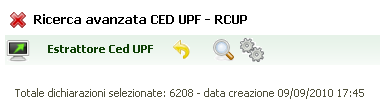 Ricerca avanzata CED UPF - RCUP
Estrattore Ced UPF
Totale dichiarazioni selezionate: 6208 - data creazione 09/09/2010 17:45